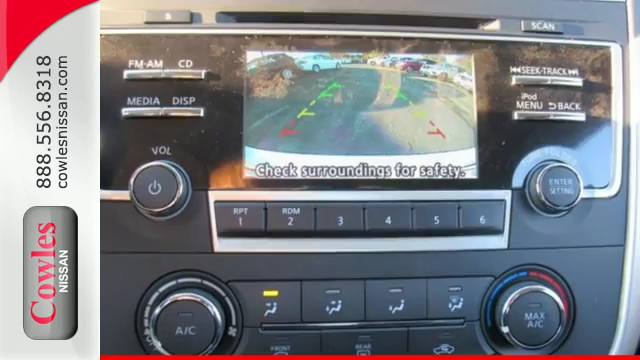 888.556.8318
cowlesnissan.com
Cowles
NISSAN
SCAN
FM·AM
CD
SEEK·TRACK
MEDIA
DISP
iPod
MENU
BACK
Check surroundings for safety.
VOL
ENTER
SETTING
RPT
1
RDM
2
3
4
5
6
A/C
MAX
A/C
FRONT
REAR